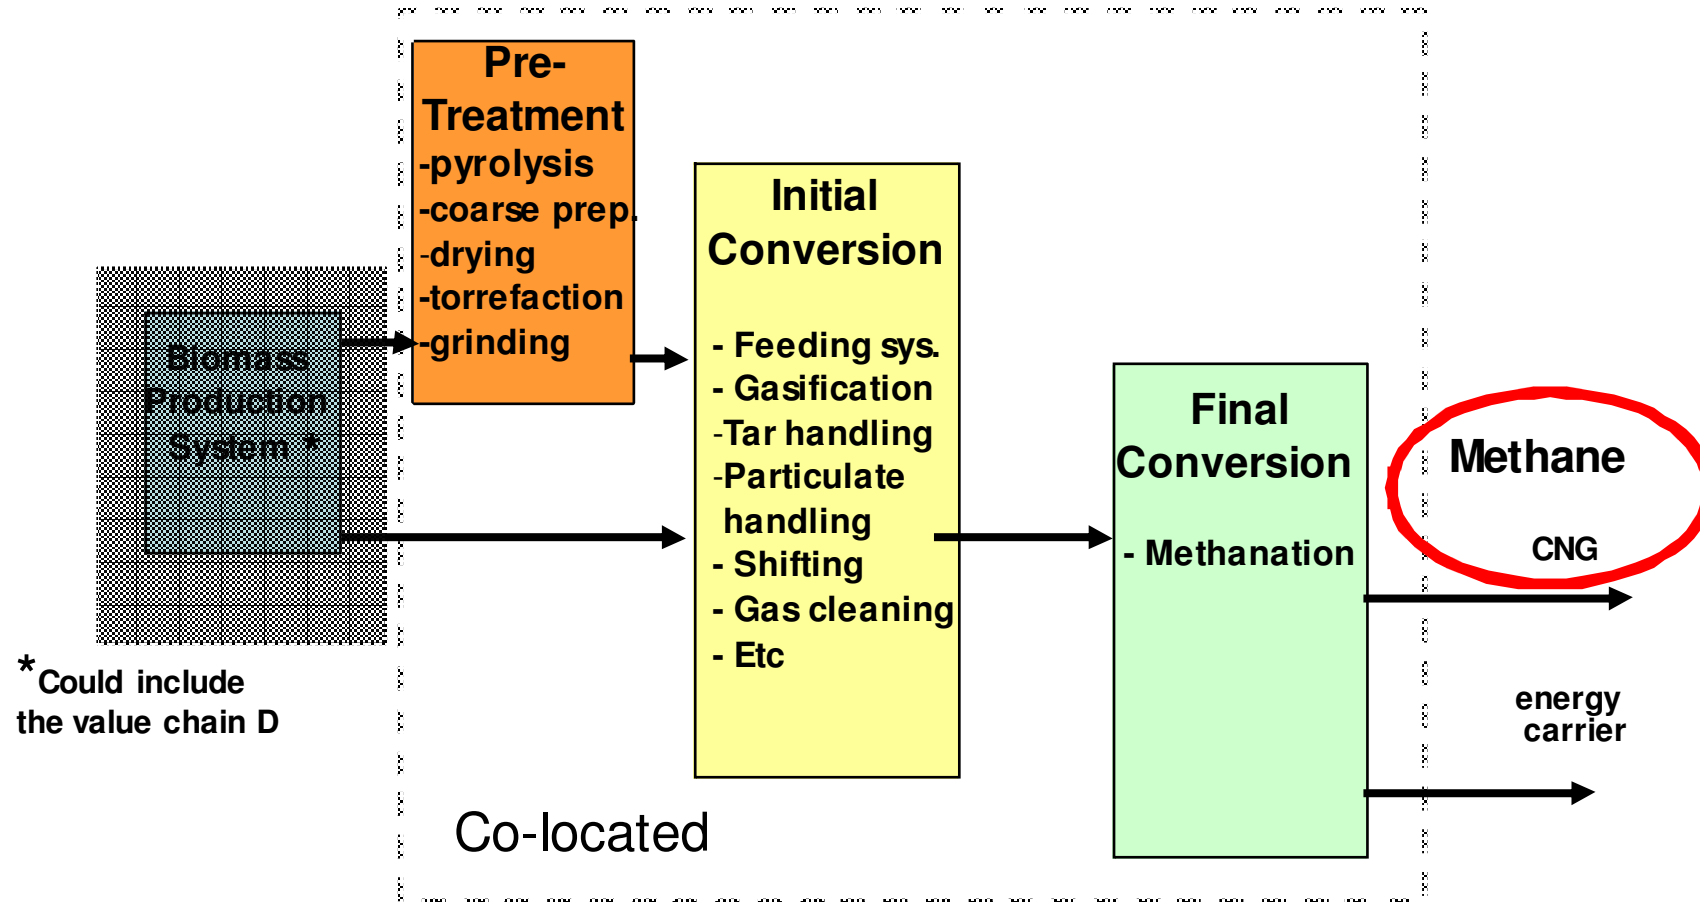 Pre-
Treatment
-pyrolysis
-coarse prep.
-drying
-torrefaction
-grinding
Initial
Conversion
- Feeding sys.
- Gasification
-Tar handling
-Particulate
handling
- Shifting
- Gas cleaning
- Etc
Biomass
Production
System *
Final
Conversion
- Methanation
Methane
CNG
energy
carrier
*Could include
the value chain D
Co-located